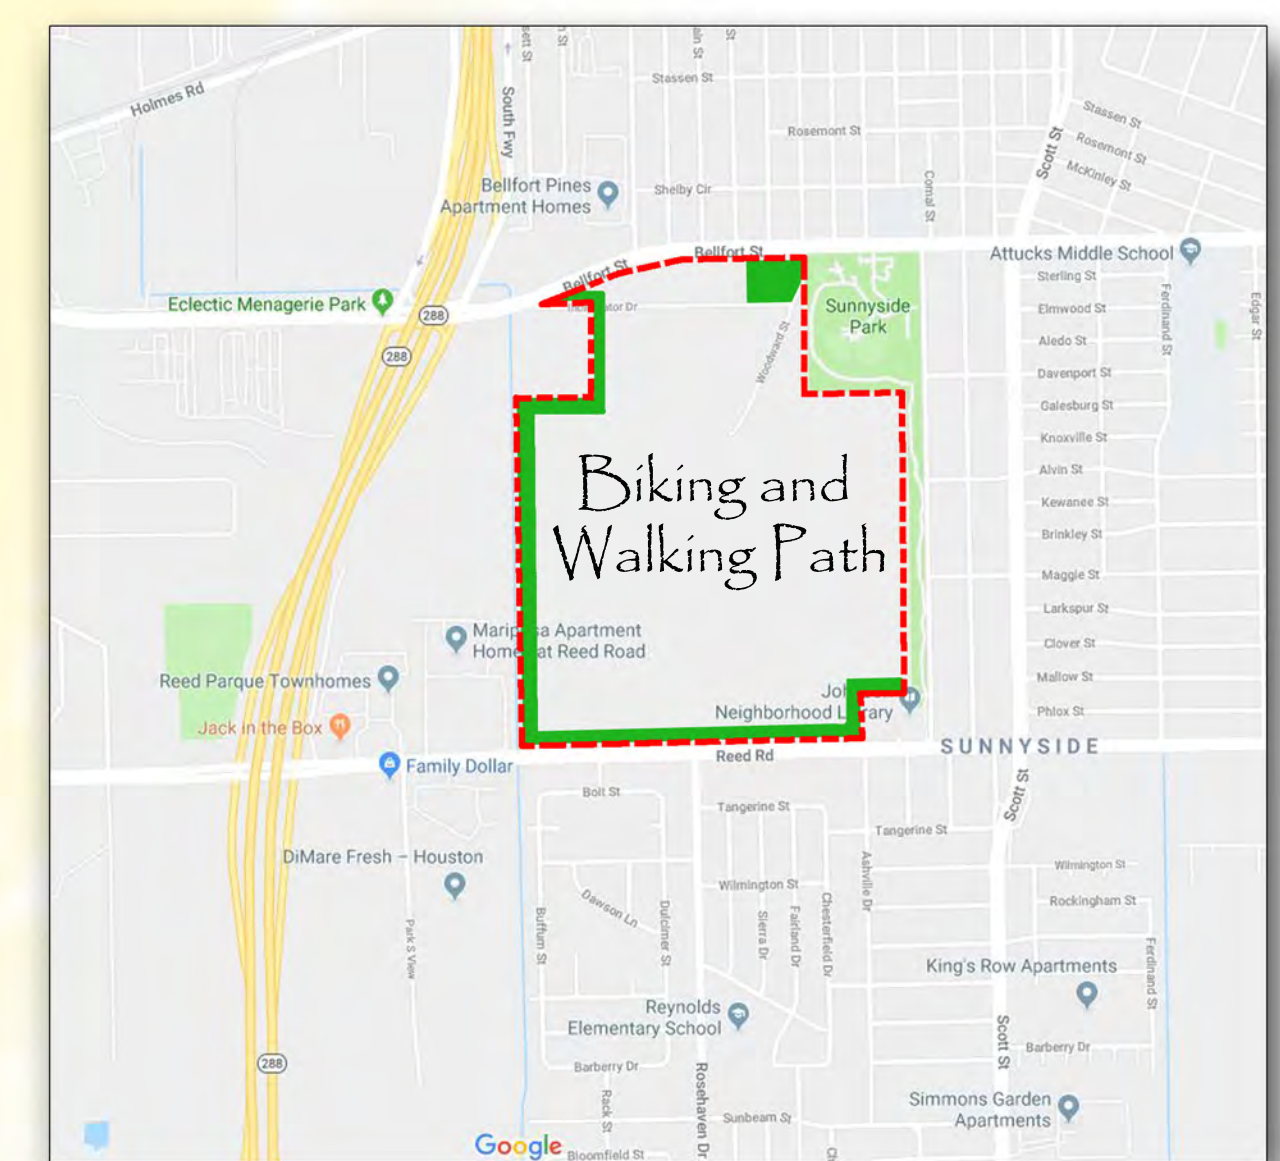 Holmes Rd
South Fwy
Stassen St
Rosemont St
Stassen St
Rosemont St
McKinley St
Scott St
Comal St
Bellfort Pines
Apartment Homes
Shelby Cir
Bellfort St
Bellfort St
Attucks Middle School
Eclectic Menagerie Park
288
288
Sunnyside
Park
Woodward St
Sterling St
Elmwood St
Aledo St
Davenport St
Galesburg St
Knoxville St
Alvin St
Kewanee St
Brinkley St
Maggie St
Larkspur St
Clover St
Mallow St
Phlox St
Ferdinand St
Edgar St
Biking and
Walking Path
Apartment
at Reed Road
Reed Parque Townhomes
Jack in the Box
Family Dollar
Neighborhood
Reed Rd
SUNNYSIDE
Scott St
Bolt St
Tangerine St
Tangerine St
DiMare Fresh – Houston
Wilmington St
Wilmington St
Rockingham St
Dawson Ln
Buffum St
Dulcimer St
Sierra Dr
Fairland Dr
Chesterfield Dr
Ashville Dr
Park S View
Ferdinand St
King's Row Apartments
Reynolds
Elementary School
Scott St
Barberry Dr
Barberry Dr
288
Rack St
Rosehaven Dr
Sunbeam St
Simmons Garden
Apartments
Google
Bloomfield St